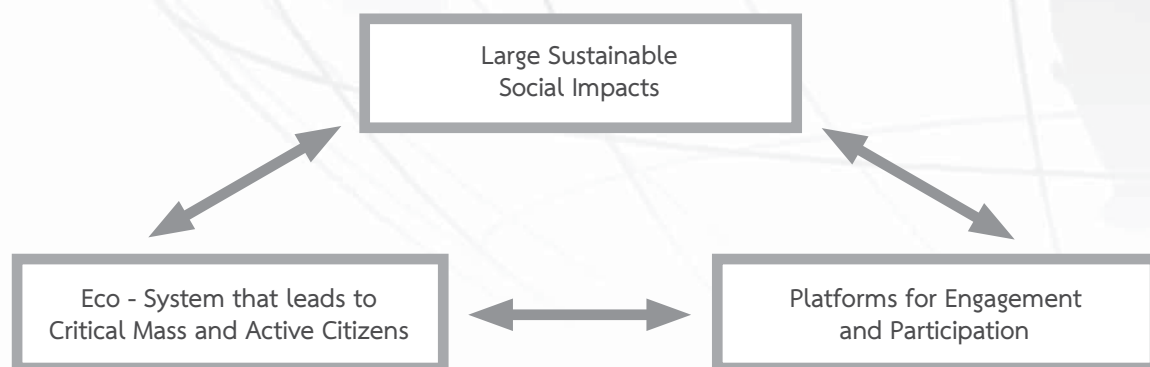 Large Sustainable
Social Impacts
Eco - System that leads to
Critical Mass and Active Citizens
Platforms for Engagement
and Participation